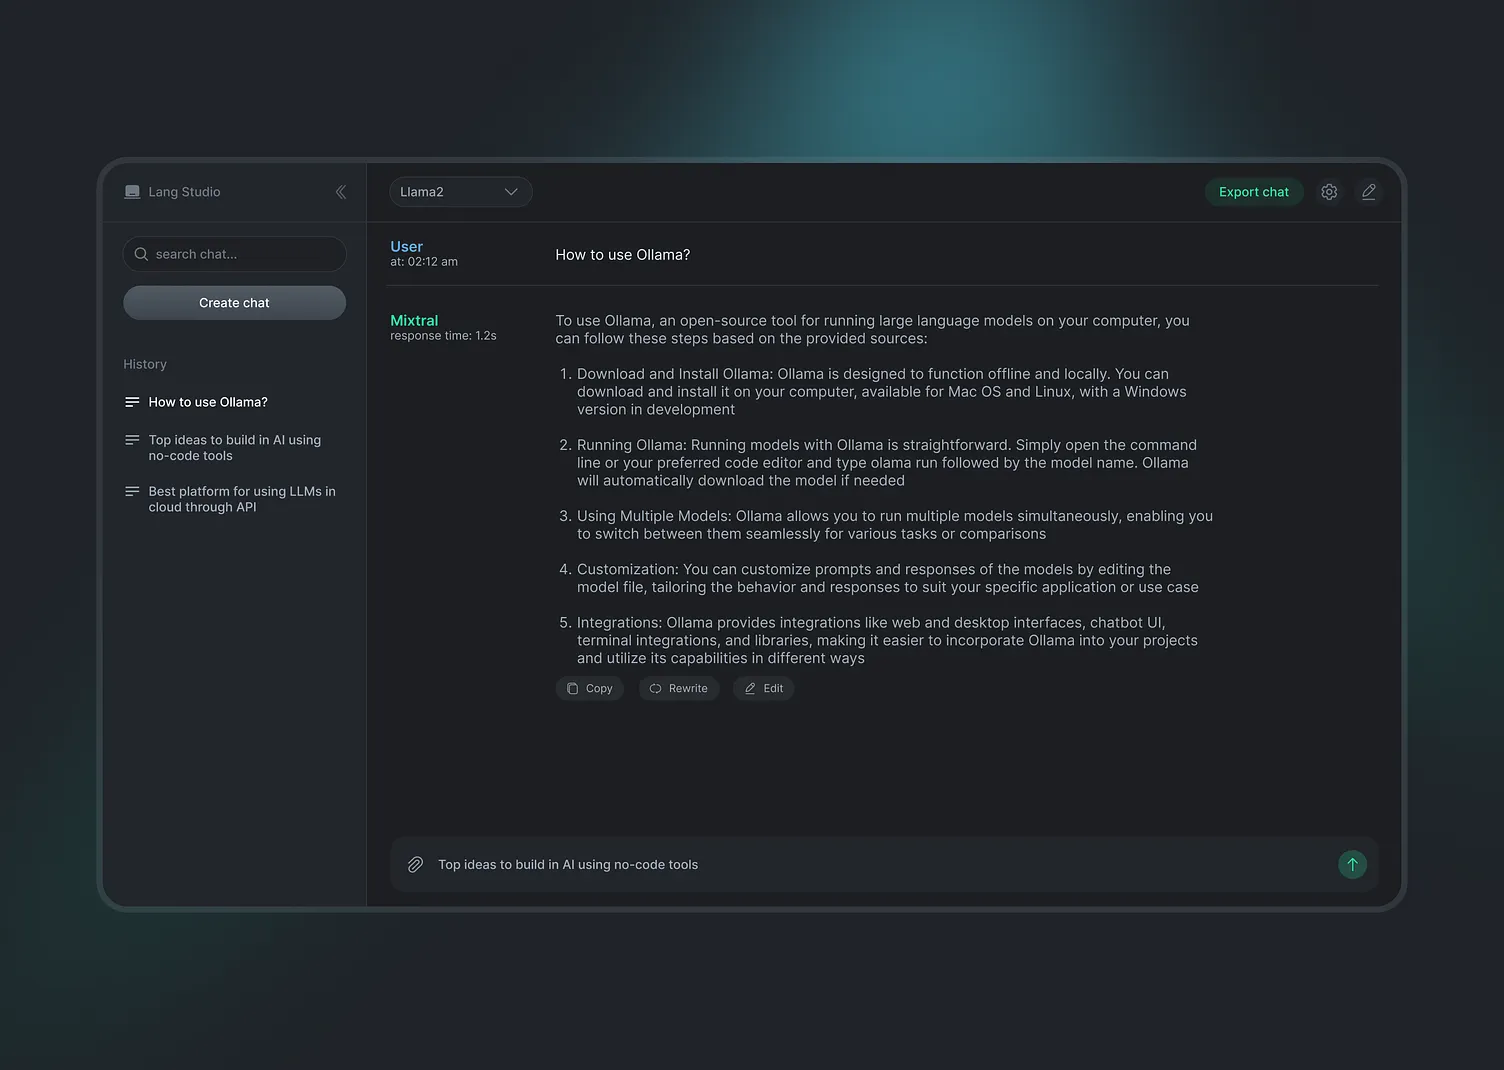 Lang Studio
search chat...
Create chat
History
How to use Ollama?
Top ideas to build in AI using
no-code tools
Best platform for using LLMs in
cloud through API
Llama2
Export chat
User
at: 02:12 am
How to use Ollama?
Mixtral
response time: 1.2s
To use Ollama, an open-source tool for running large language models on your computer, you
can follow these steps based on the provided sources:
1. Download and Install Ollama: Ollama is designed to function offline and locally. You can
download and install it on your computer, available for Mac OS and Linux, with a Windows
version in development
2. Running Ollama: Running models with Ollama is straightforward. Simply open the command
line or your preferred code editor and type olama run followed by the model name. Ollama
will automatically download the model if needed
3. Using Multiple Models: Ollama allows you to run multiple models simultaneously, enabling you
to switch between them seamlessly for various tasks or comparisons
4. Customization: You can customize prompts and responses of the models by editing the
model file, tailoring the behavior and responses to suit your specific application or use case
5. Integrations: Ollama provides integrations like web and desktop interfaces, chatbot UI,
terminal integrations, and libraries, making it easier to incorporate Ollama into your projects
and utilize its capabilities in different ways
Copy
Rewrite
Edit
Top ideas to build in AI using no-code tools